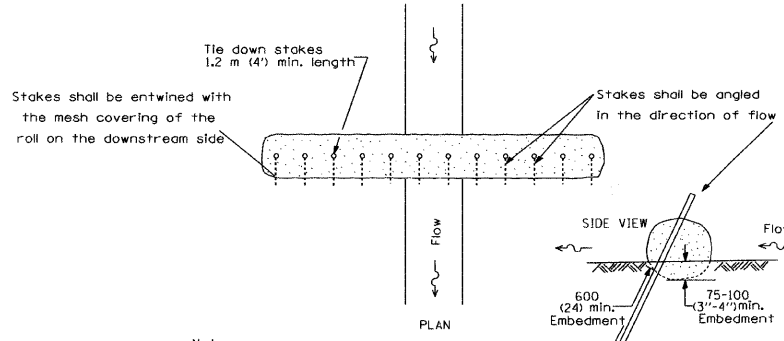 Tie down stakes
1.2 m (4') min. length
Stakes shall be entwined with
the mesh covering of the
roll on the downstream side
Stakes shall be angled
in the direction of flow
SIDE VIEW
Flow
600
(24) min.
Embedment
75-100
(3"-4")min.
Embedment
PLAN